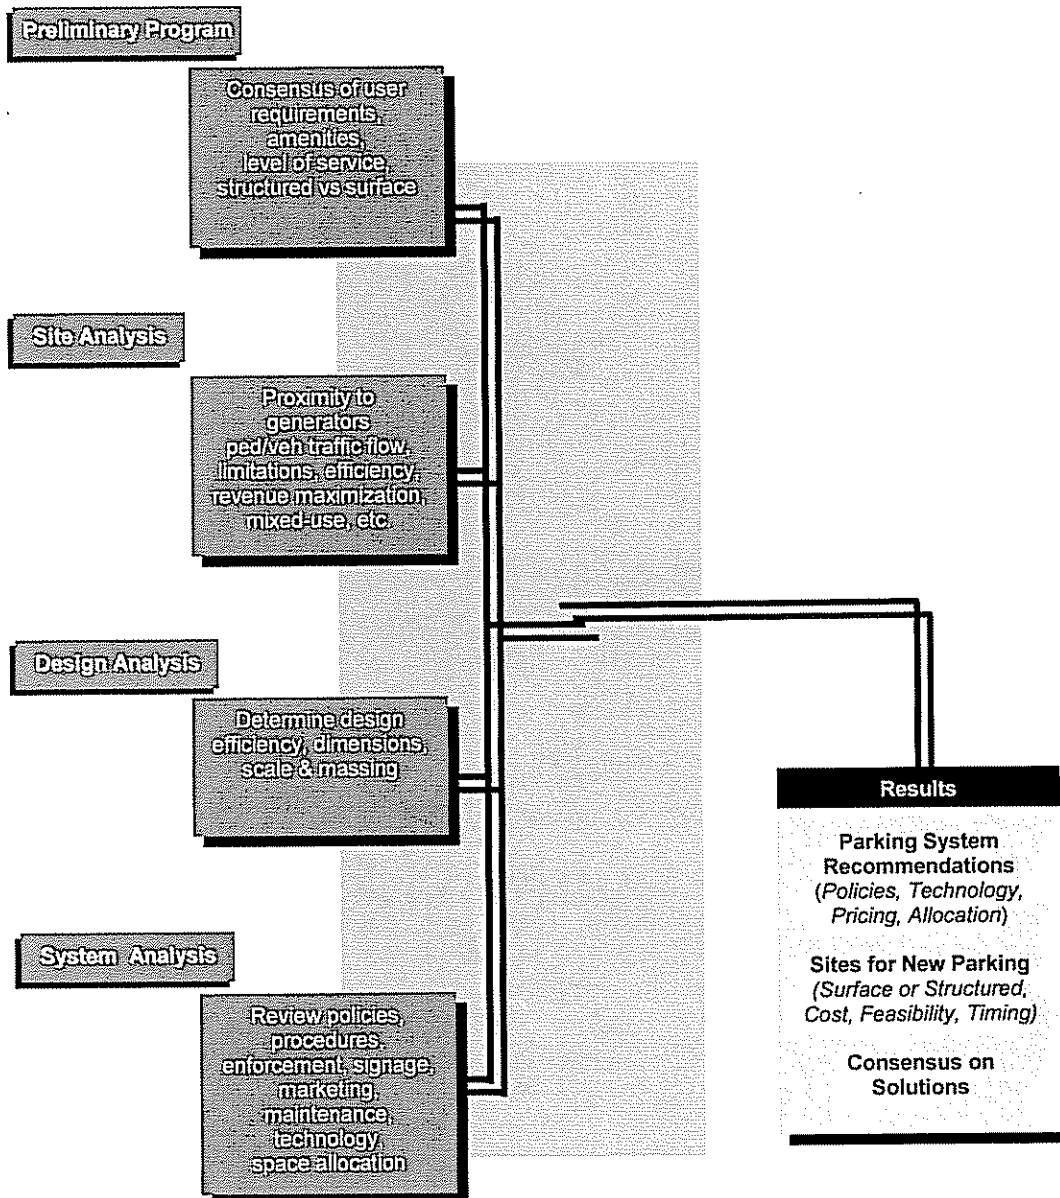 Preliminary Program
Consensus of user
requirements,
amenities,
level of service,
structured vs surface
Site Analysis
Proximity to
generators
ped/veh traffic flow,
limitations, efficiency,
revenue maximization,
mixed-use, etc.
Design Analysis
Determine design
efficiency, dimensions,
scale & massing
System Analysis
Review policies,
procedures,
enforcement, signage,
marketing,
maintenance,
technology,
space allocation
Results
Parking System
Recommendations
(Policies, Technology,
Pricing, Allocation)
Sites for New Parking
(Surface or Structured,
Cost, Feasibility, Timing)
Consensus on
Solutions